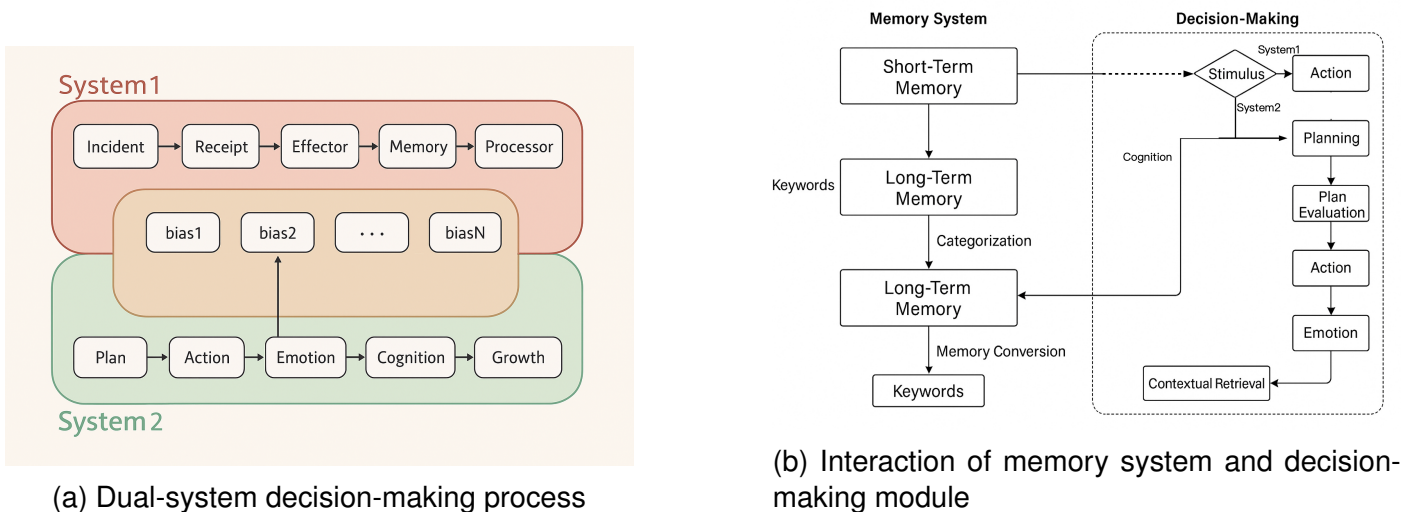 System1
Incident
Receipt
Effector
Memory
Processor
bias1
bias2
...
biasN
Plan
Action
Emotion
Cognition
Growth
System2
(a) Dual-system decision-making process
Memory System
Short-Term
Memory
Keywords
Long-Term
Memory
Categorization
Long-Term
Memory
Memory Conversion
Keywords
Decision-Making
Stimulus
System1
Action
System2
Cognition
Planning
Plan
Evaluation
Action
Emotion
Contextual Retrieval
(b) Interaction of memory system and decision-
making module